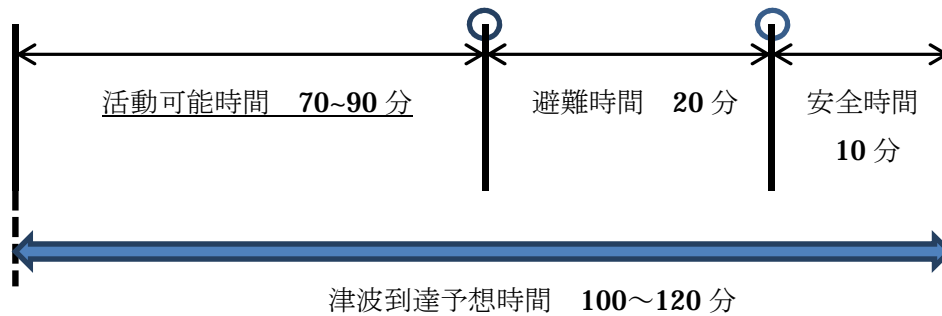 活動可能時間　70~90 分
避難時間　20 分
安全時間
10 分
津波到達予想時間　100～120 分